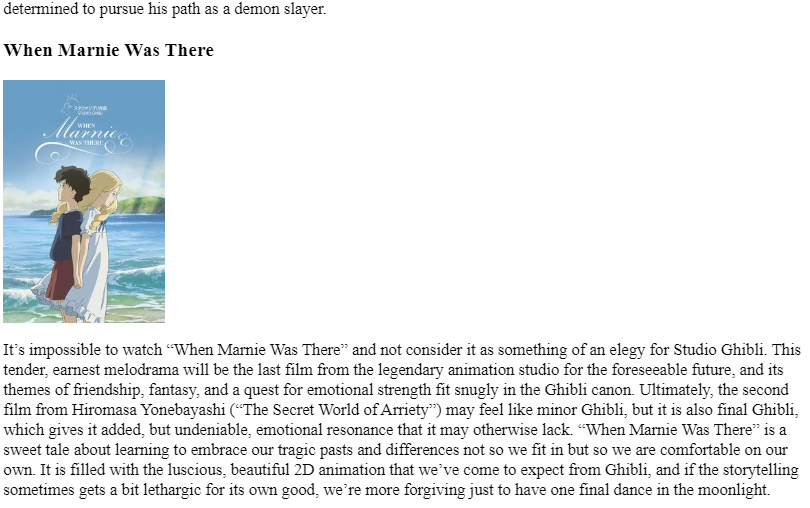 determined to pursue his path as a demon slayer.
When Marnie Was There
スタジオジブリ作品
STUDIO GHIBLI
WHEN
Marnie
WAS THERE
It’s impossible to watch “When Marnie Was There” and not consider it as something of an elegy for Studio Ghibli. This
tender, earnest melodrama will be the last film from the legendary animation studio for the foreseeable future, and its
themes of friendship, fantasy, and a quest for emotional strength fit snugly in the Ghibli canon. Ultimately, the second
film from Hiromasa Yonebayashi (“The Secret World of Arriety”) may feel like minor Ghibli, but it is also final Ghibli,
which gives it added, but undeniable, emotional resonance that it may otherwise lack. “When Marnie Was There” is a
sweet tale about learning to embrace our tragic pasts and differences not so we fit in but so we are comfortable on our
own. It is filled with the luscious, beautiful 2D animation that we’ve come to expect from Ghibli, and if the storytelling
sometimes gets a bit lethargic for its own good, we’re more forgiving just to have one final dance in the moonlight.